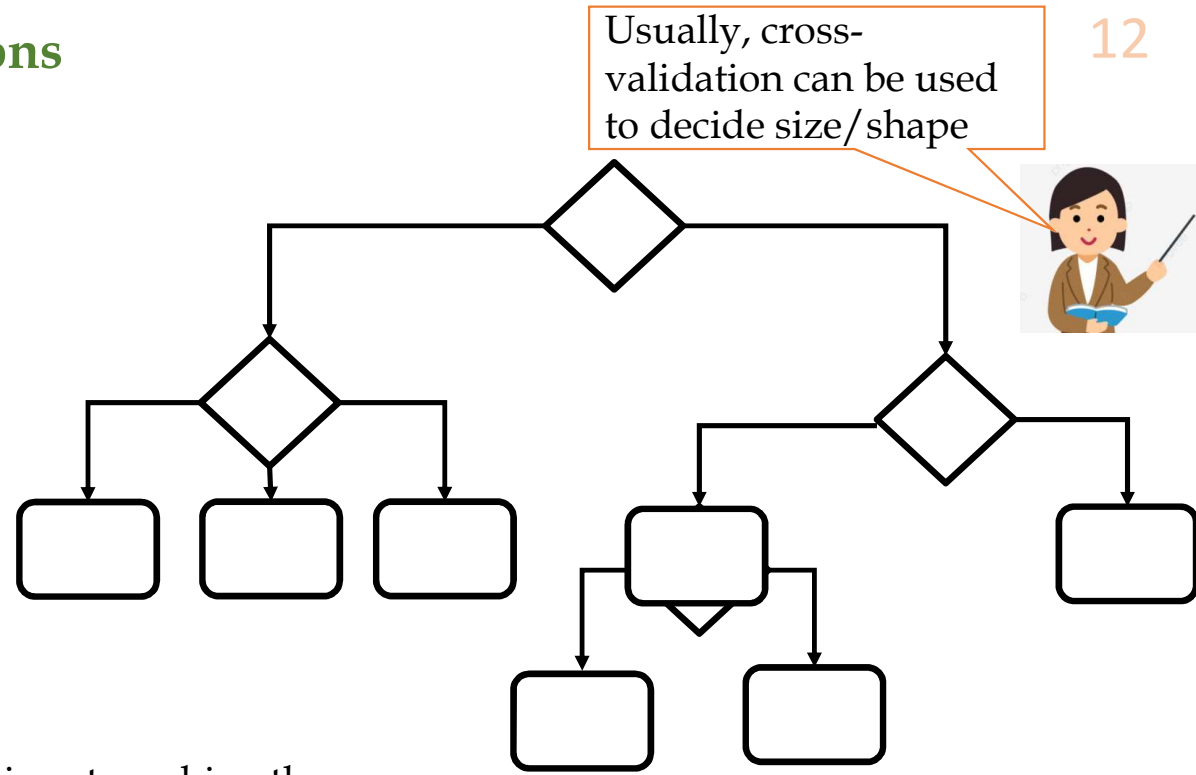 ons
Usually, cross-
validation can be used
to decide size/shape
12